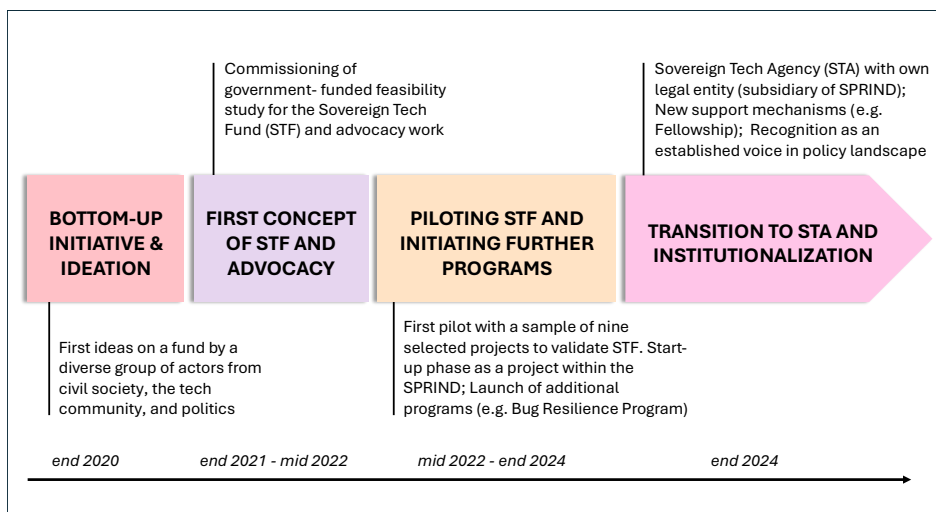 Commissioning of
government- funded feasibility
study for the Sovereign Tech
Fund (STF) and advocacy work
Sovereign Tech Agency (STA) with own
legal entity (subsidiary of SPRIND);
New support mechanisms (e.g.
Fellowship); Recognition as an
established voice in policy landscape
BOTTOM-UP
INITIATIVE &
IDEATION
FIRST CONCEPT
OF STF AND
ADVOCACY
PILOTING STF AND
INITIATING FURTHER
PROGRAMS
TRANSITION TO STA AND
INSTITUTIONALIZATION
First ideas on a fund by a
diverse group of actors from
civil society, the tech
community, and politics
First pilot with a sample of nine
selected projects to validate STF. Start-
up phase as a project within the
SPRIND; Launch of additional
programs (e.g. Bug Resilience Program)
end 2020
end 2021 - mid 2022
mid 2022 - end 2024
end 2024